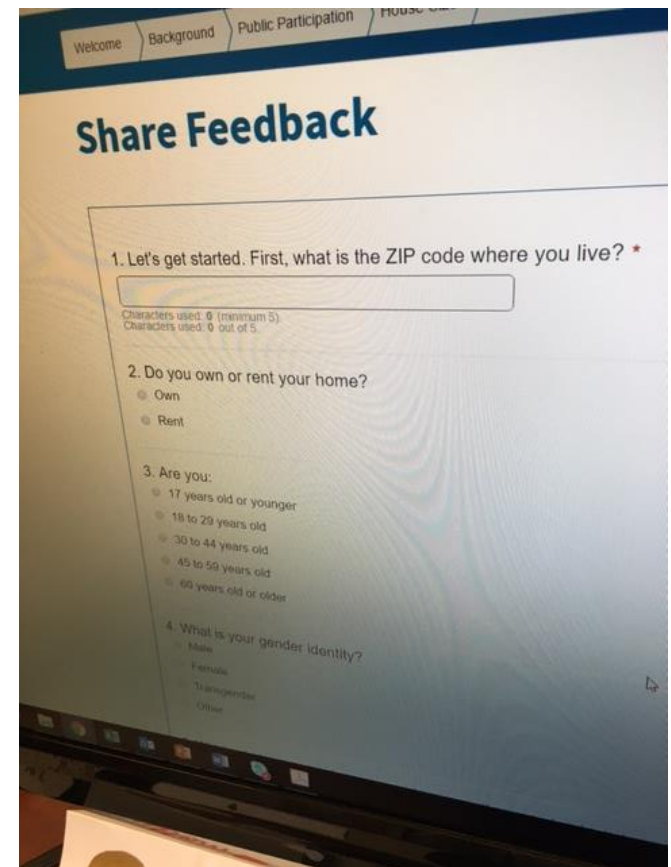 Welcome
Background
Public Participation
Share Feedback
1. Let's get started. First, what is the ZIP code where you live? *
Characters used: 0 (minimum 5).
Characters used: 0 out of 5.
2. Do you own or rent your home?
Own
Rent
3. Are you:
17 years old or younger
18 to 29 years old
30 to 44 years old
45 to 59 years old
60 years old or older
4. What is your gender identity?
Male
Female
Transgender
Other